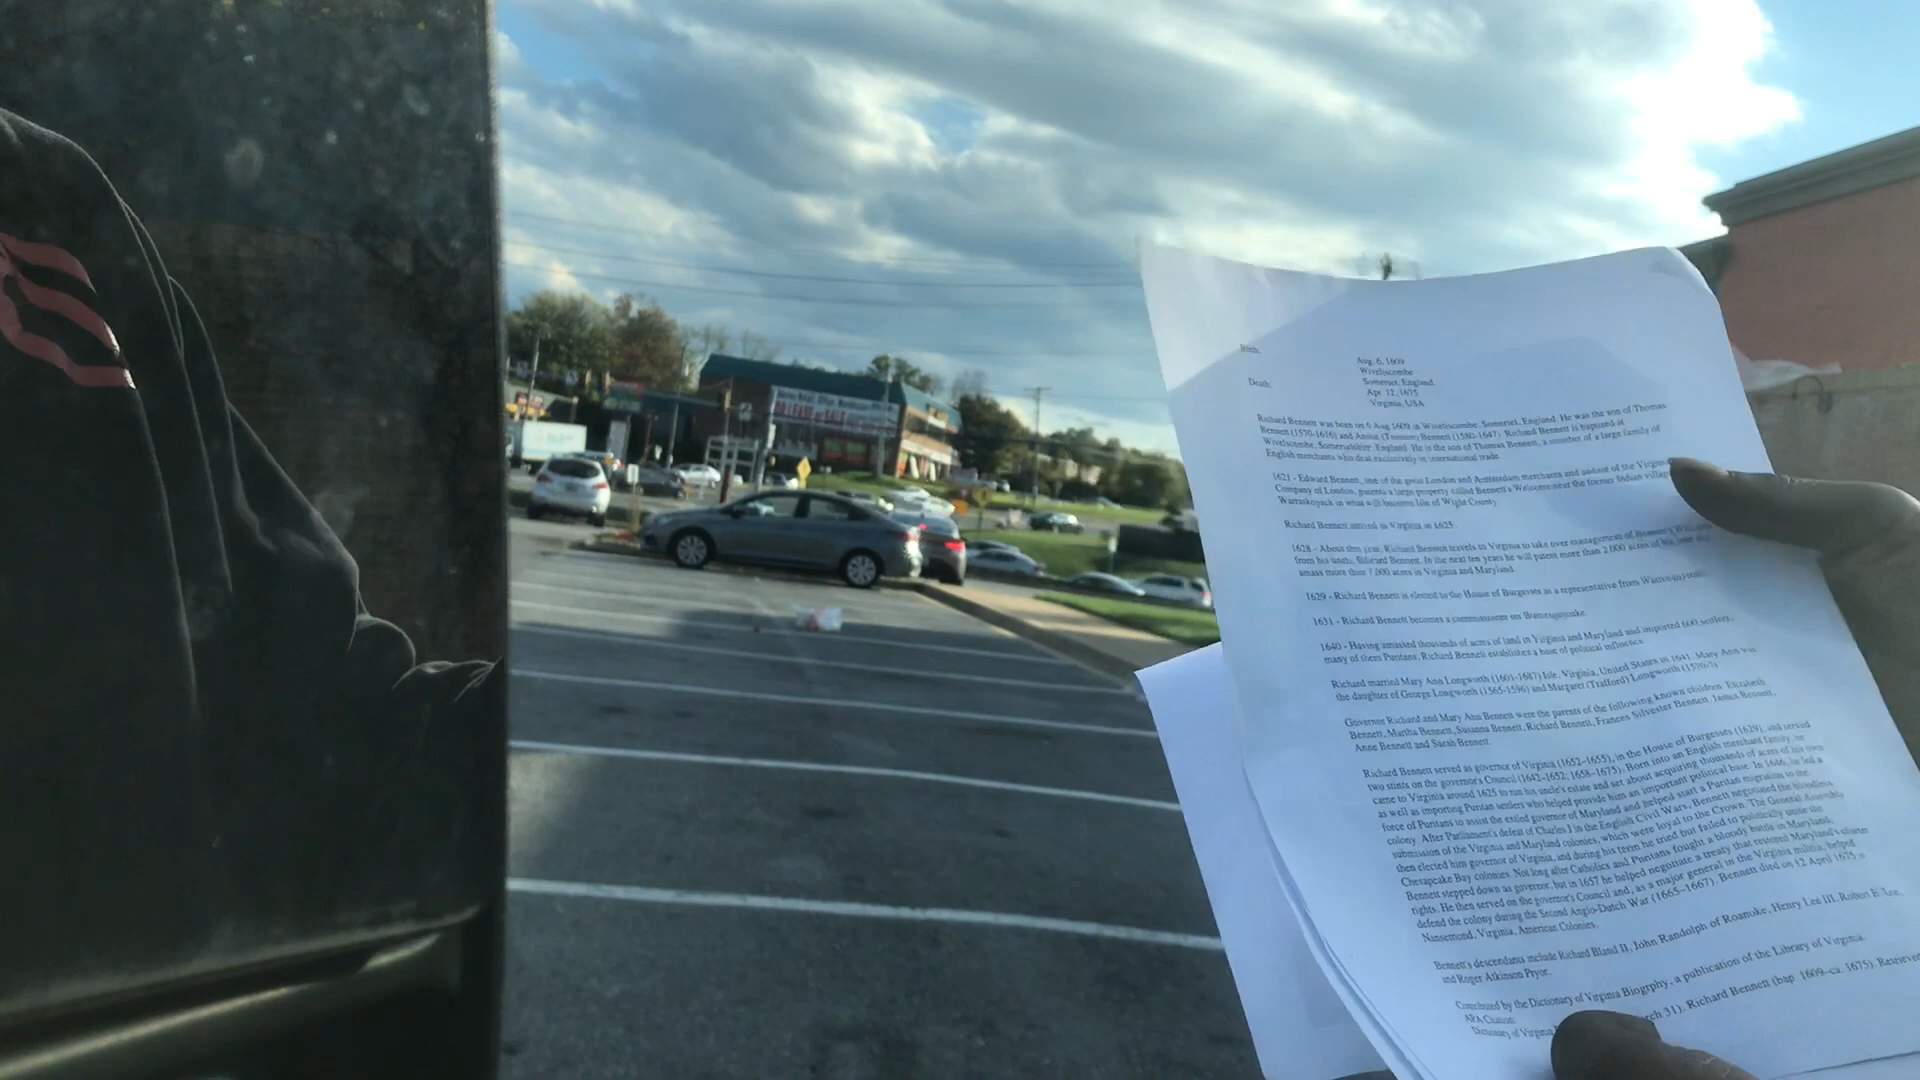 FOR LEASE or SALE
Birth:
Aug. 6, 1609
Wivelscombe
Somerset, England
Death:
Apr. 12, 1675
Virginia, USA
Richard Bennett was born on 6 Aug 1609 in Wivelscombe, Somerset, England. He was the son of Thomas
Bennett (1570-1616) and Anstie (Tomson) Bennett (1580-1647). Richard Bennett is baptized at
Wivelscombe, Somersetshire, England. He is the son of Thomas Bennett, a member of a large family of
English merchants who deal exclusively in international trade.
1621 - Edward Bennett, one of the great London and Amsterdam merchants and auditor of the Virginia
Company of London, patents a large property called Bennett's Welcome near the former Indian village
Warraskoyack in what will become Isle of Wight County.
Richard Bennett arrived in Virginia in 1625.
1628 - About this year, Richard Bennett travels to Virginia to take over management of Bennett's
from his uncle, Edward Bennett. In the next ten years he will patent more than 2,000 acres of his own and
amass more than 7,000 acres in Virginia and Maryland.
1629 - Richard Bennett is elected to the House of Burgesses as a representative from
1631 - Richard Bennett becomes a commissioner
1640 - Having amassed thousands of acres of land in Virginia and Maryland and imported 600 settlers,
many of them Puritans, Richard Bennett establishes a base of political influence.
Richard married Mary Ann Longworth (1601-1687) Isle, Virginia, United States in 1641. Mary Ann was
the daughter of George Longworth (1565-1596) and Margaret (Trafford) Longworth (1570-?)
Governor Richard and Mary Ann Bennett were the parents of the following known children: Elizabeth
Bennett, Martha Bennett, Susanna Bennett, Richard Bennett, Frances Silvester Bennett, James Bennett,
Anne Bennett and Sarah Bennett.
Richard Bennett served as governor of Virginia (1652–1655), in the House of Burgesses (1629), and served
two stints on the governor's Council (1642–1652; 1658–1675). Born into an English merchant family, he
came to Virginia around 1625 to run his uncle's estate and set about acquiring thousands of acres of his own
as well as importing Puritan settlers who helped provide him an important political base. In 1646, he led a
force of Puritans to assist the exiled governor of Maryland and helped start a Puritan migration to the
colony. After Parliament's defeat of Charles I in the English Civil Wars, Bennett negotiated the bloodless
submission of the Virginia and Maryland colonies, which were loyal to the Crown. The General Assembly
then elected him governor of Virginia, and during his term he tried but failed to politically unite the
Chesapeake Bay colonies. Not long after Catholics and Puritans fought a bloody battle in Maryland,
Bennett stepped down as governor, but in 1657 he helped negotiate a treaty that restored Maryland's charter
rights. He then served on the governor's Council and, as a major general in the Virginia militia, helped
defend the colony during the Second Anglo-Dutch War (1665–1667). Bennett died on 12 April 1675 in
Nansemond, Virginia, American Colonies.
Bennett's descendants include Richard Bland II, John Randolph of Roanoke, Henry Lee III, Robert E. Lee,
and Roger Atkinson Pryor.
Contributed by the Dictionary of Virginia Biogrphy, a publication of the Library of Virginia.
APA Citation:
Dictionary of Virginia rch 31). Richard Bennett (bap. 1609–ca. 1675). Retrieved